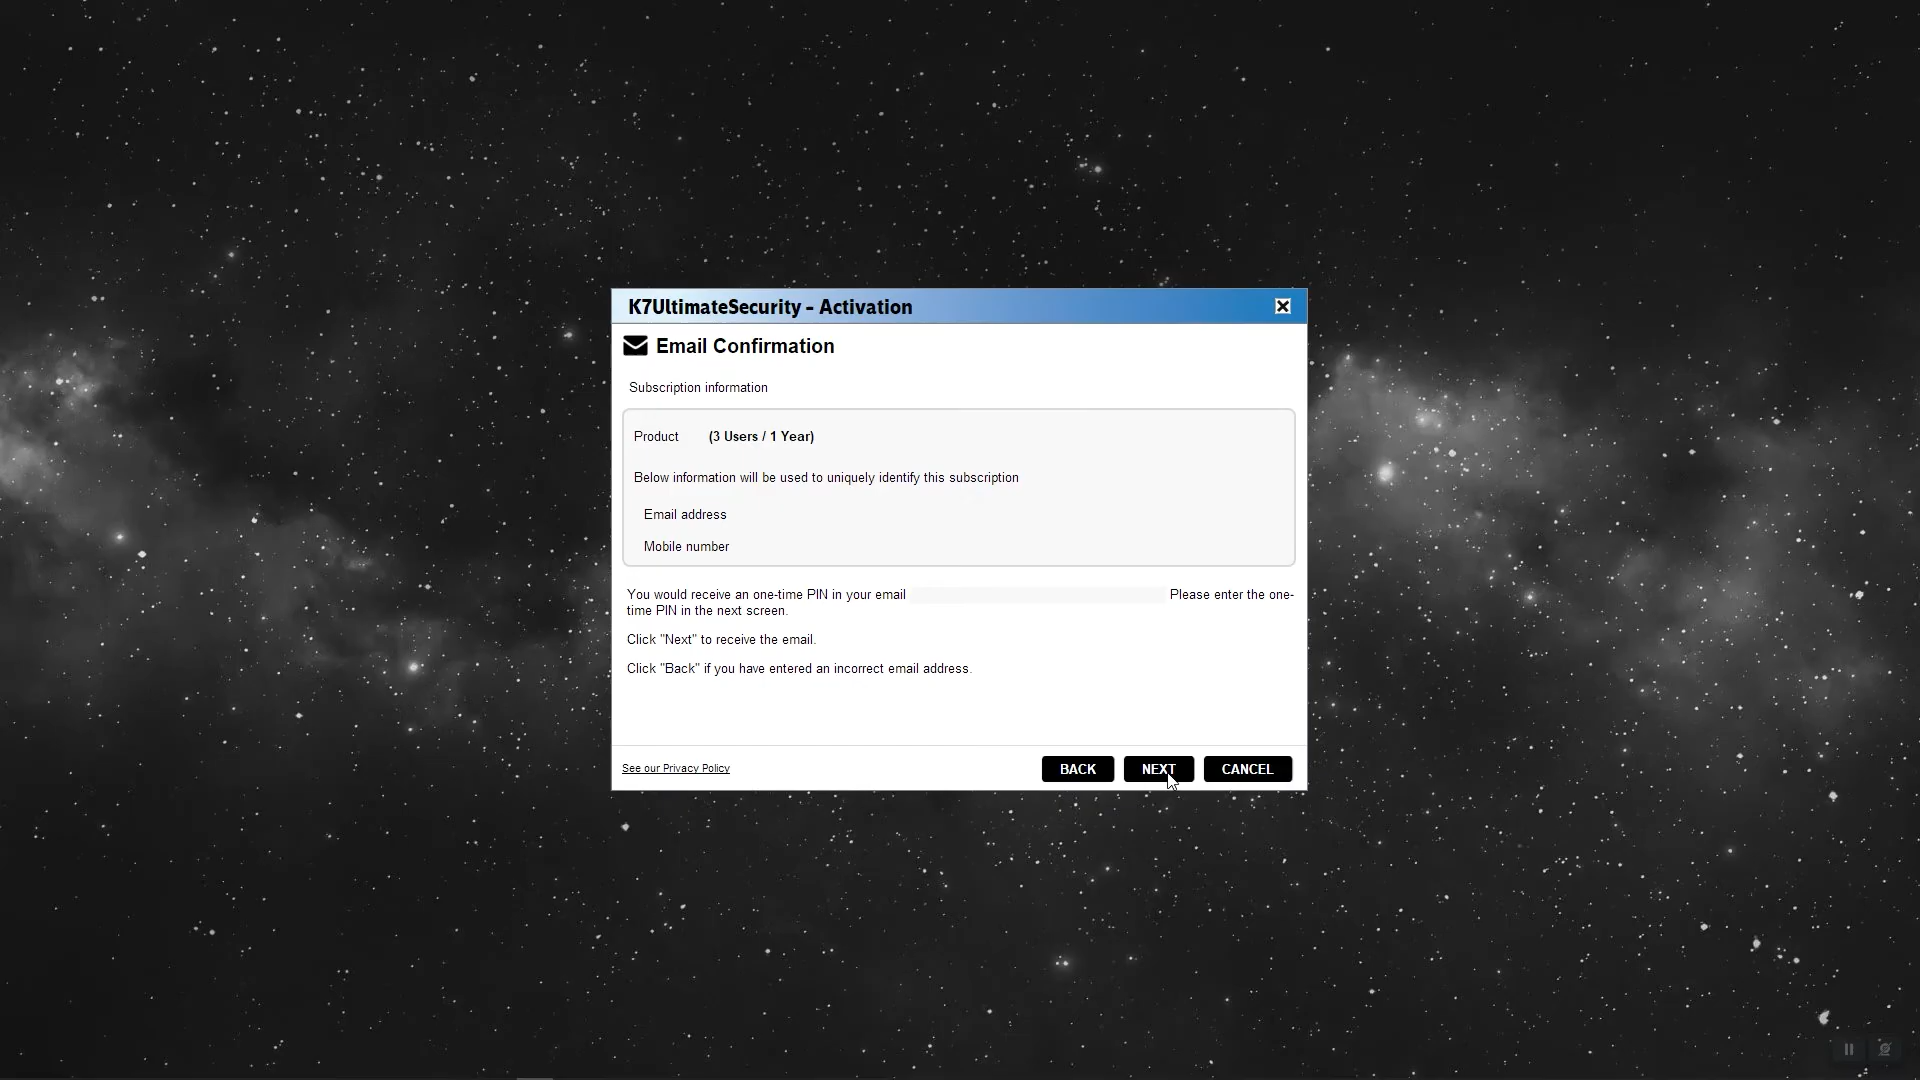 K7UltimateSecurity - Activation
Email Confirmation
Subscription information
Product (3 Users / 1 Year)
Below information will be used to uniquely identify this subscription
Email address
Mobile number
You would receive an one-time PIN in your email Please enter the one-
time PIN in the next screen.
Click "Next" to receive the email.
Click "Back" if you have entered an incorrect email address.
See our Privacy Policy BACK NEXT CANCEL